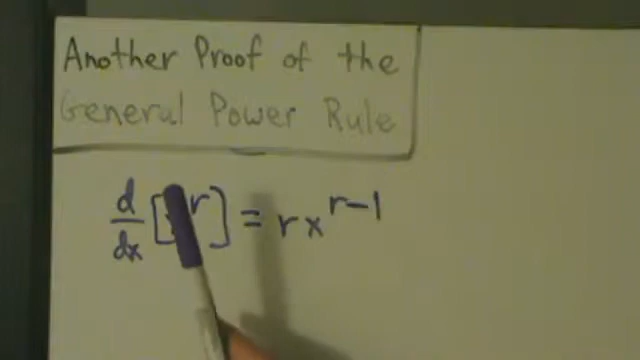 Another Proof of the
General Power Rule
d/dx [ r] = rx^(r-1)